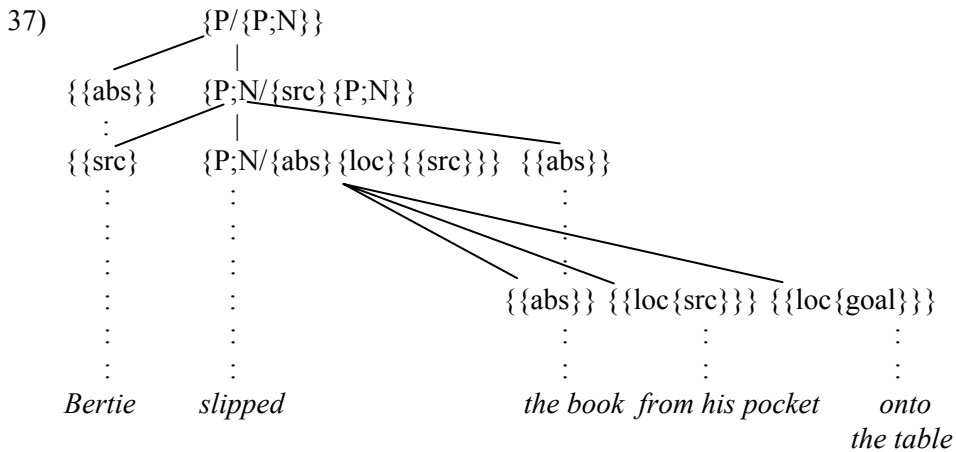 37) {P/{P;N}}
{{abs}} {P;N/{src}{P;N}}
{{src} {P;N/{abs}{loc}{{src}}} {{abs}}
{{abs}} {{loc{src}}} {{loc{goal}}}
Bertie slipped the book from his pocket onto
the table